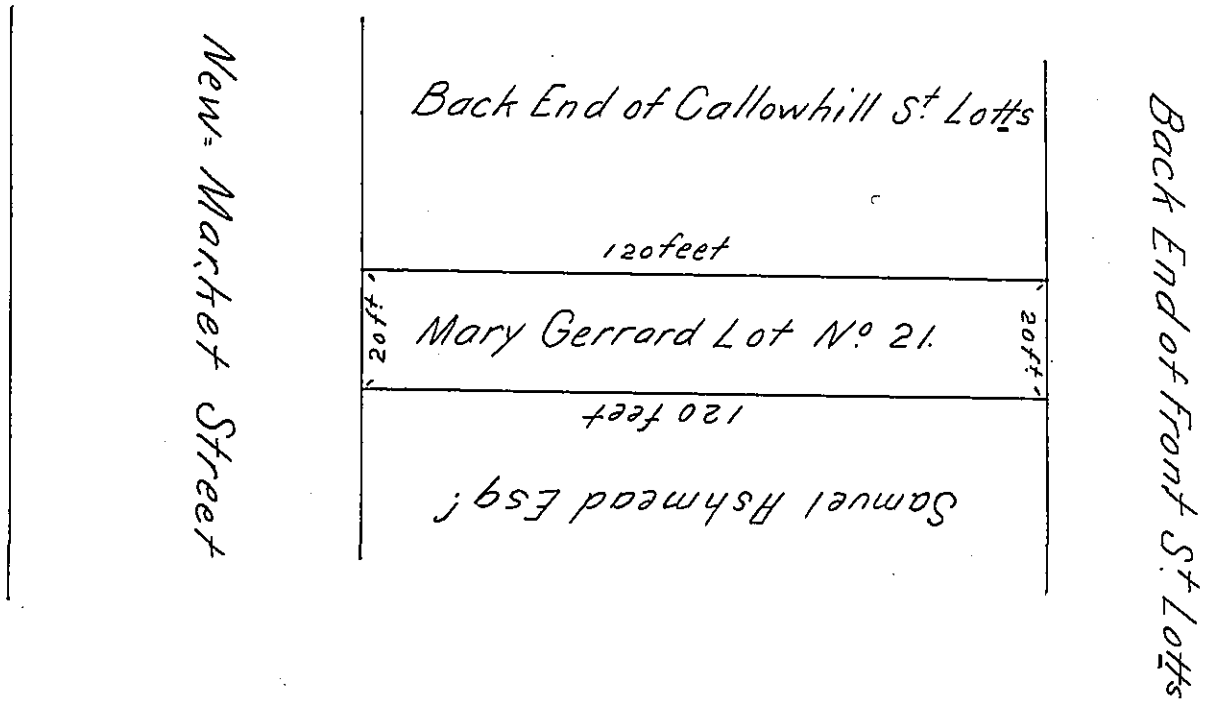 New= Market Street
Back End of Callowhill St Lotts
120 feet
20 ft.
Mary Gerrard Lot No 21.
20 ft.
120 feet
Samuel Ashmead Esqr
Back End of Front St. Lotts